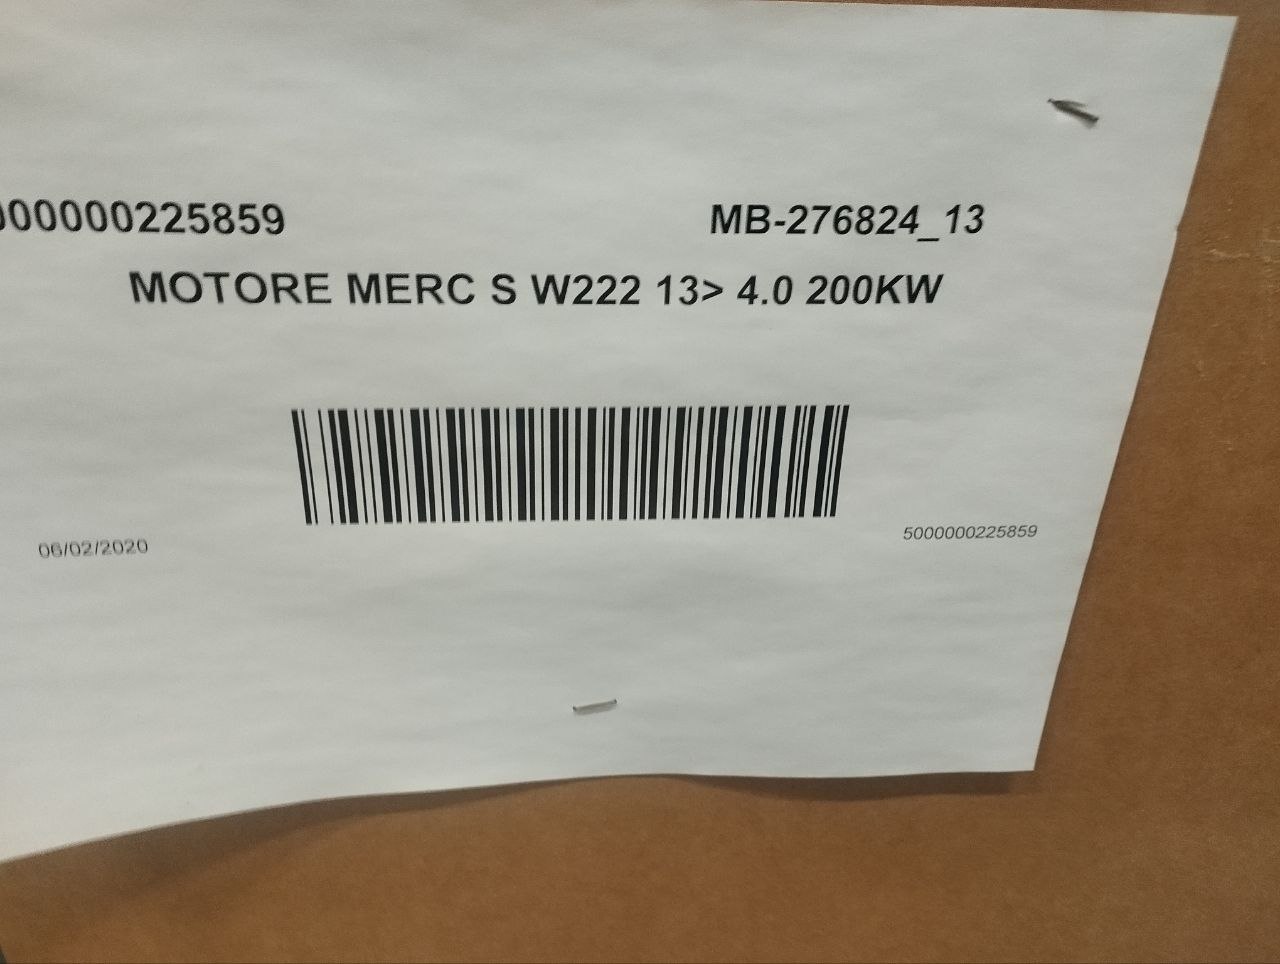 000000225859 MB-276824_13
MOTORE MERC S W222 13> 4.0 200KW
06/02/2020 5000000225859